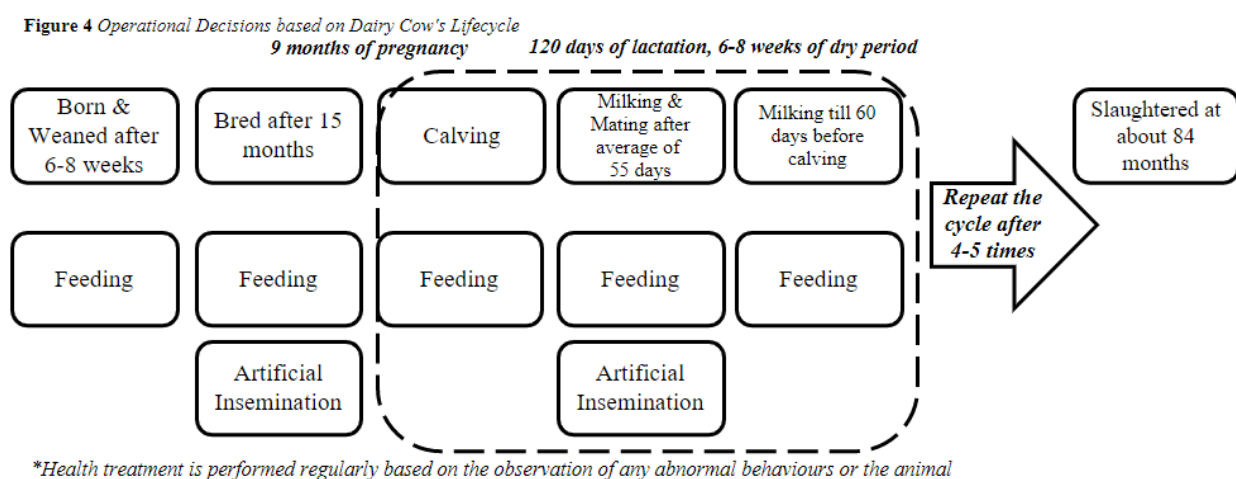 Figure 4 Operational Decisions based on Dairy Cow's Lifecycle
9 months of pregnancy
120 days of lactation, 6-8 weeks of dry period
Born &
Weaned after
6-8 weeks
Bred after 15
months
Calving
Milking &
Mating after
average of
55 days
Milking till 60
days before
calving
Slaughtered at
about 84
months
Repeat the
cycle after
4-5 times
Feeding
Feeding
Feeding
Feeding
Feeding
Artificial
Insemination
Artificial
Insemination
*Health treatment is performed regularly based on the observation of any abnormal behaviours or the animal